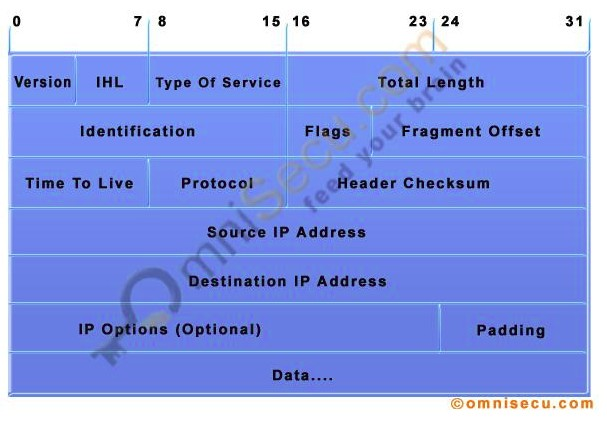 0 7 8 15 16 23 24 31
Version IHL Type Of Service Total Length
Identification Flags Fragment Offset
Time To Live Protocol Header Checksum
Source IP Address
Destination IP Address
IP Options (Optional) Padding
Data....
OmniSecu.com
feed your brain
©omnisecu.com